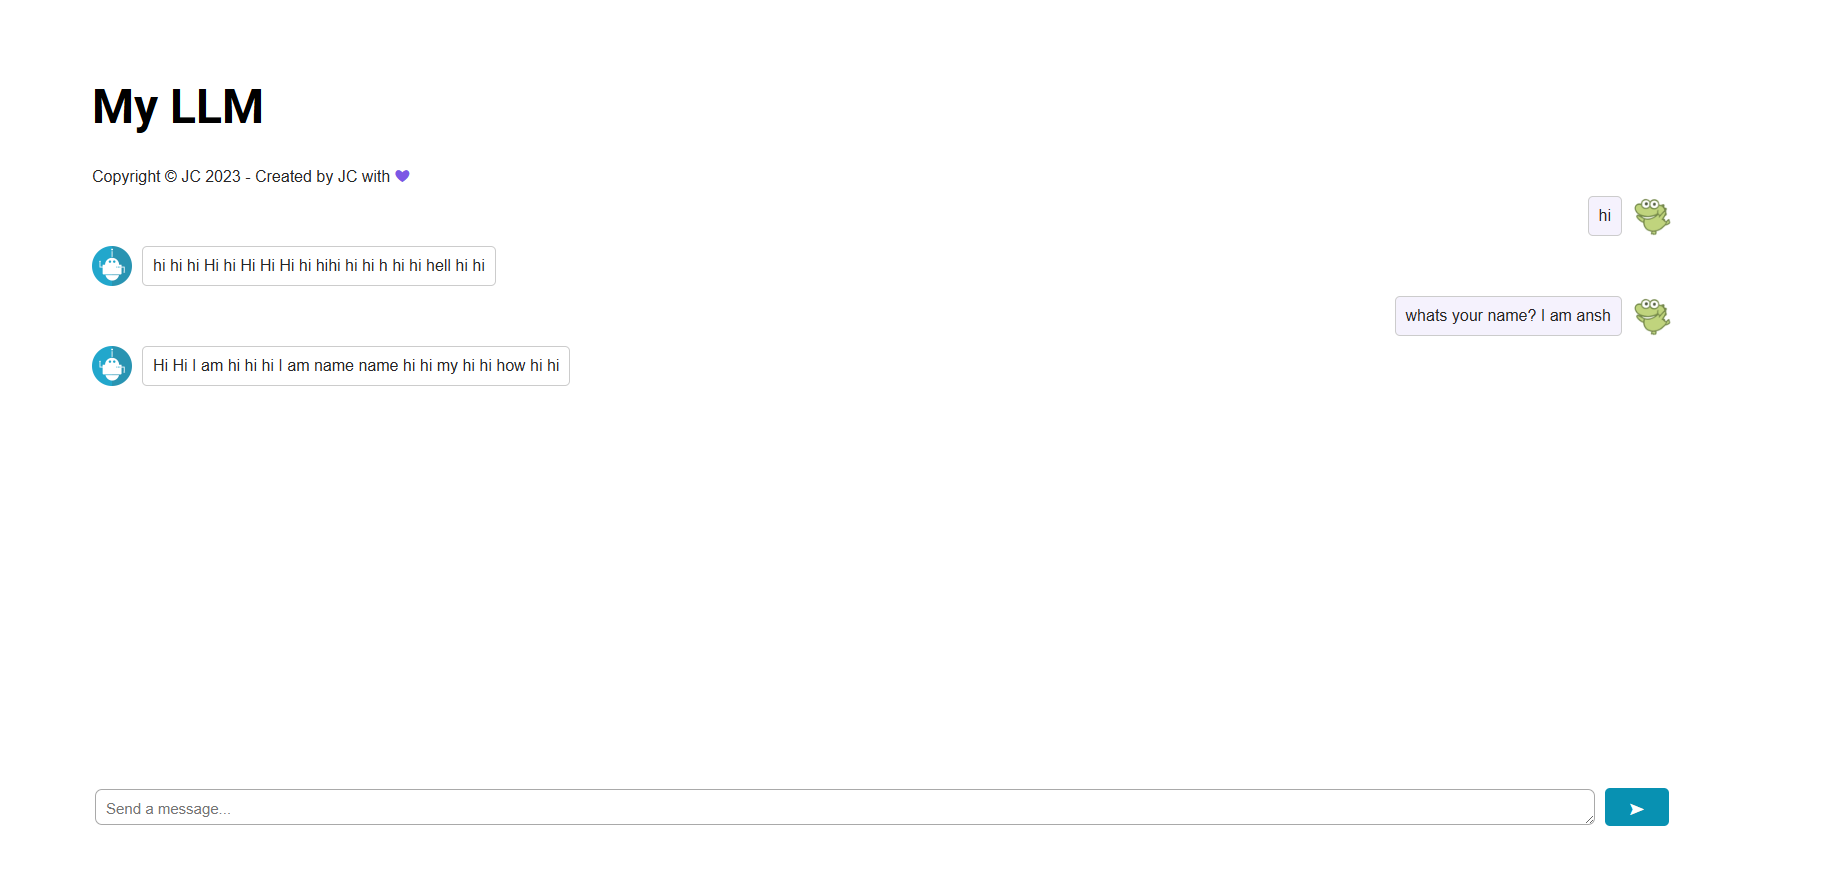 My LLM
Copyright © JC 2023 - Created by JC with 💜
hi
hi hi hi Hi hi Hi Hi Hi hi hihi hi hi h hi hi hell hi hi
whats your name? I am ansh
Hi Hi I am hi hi hi I am name name hi hi my hi hi how hi hi
Send a message...